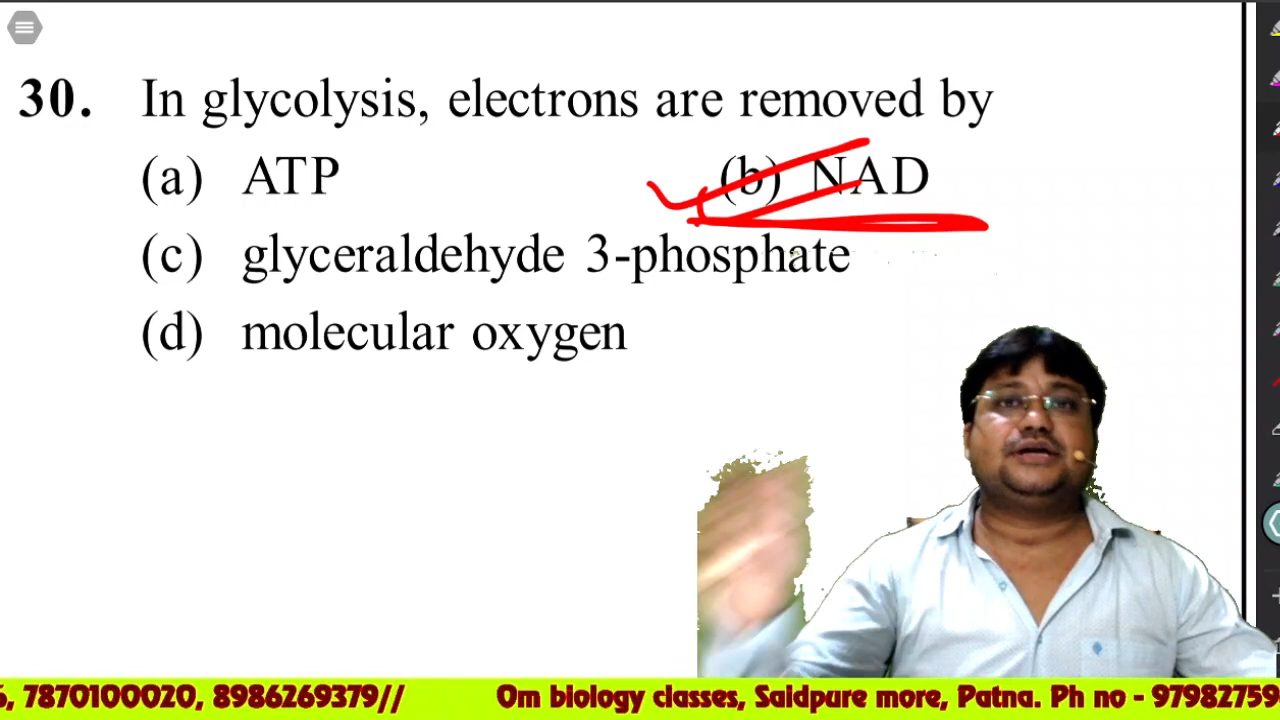 30. In glycolysis, electrons are removed by
(a) ATP (b) NAD
(c) glyceraldehyde 3-phosphate
(d) molecular oxygen
7870100020, 8986269379// Om biology classes, Saidpure more, Patna. Ph no - 97982759